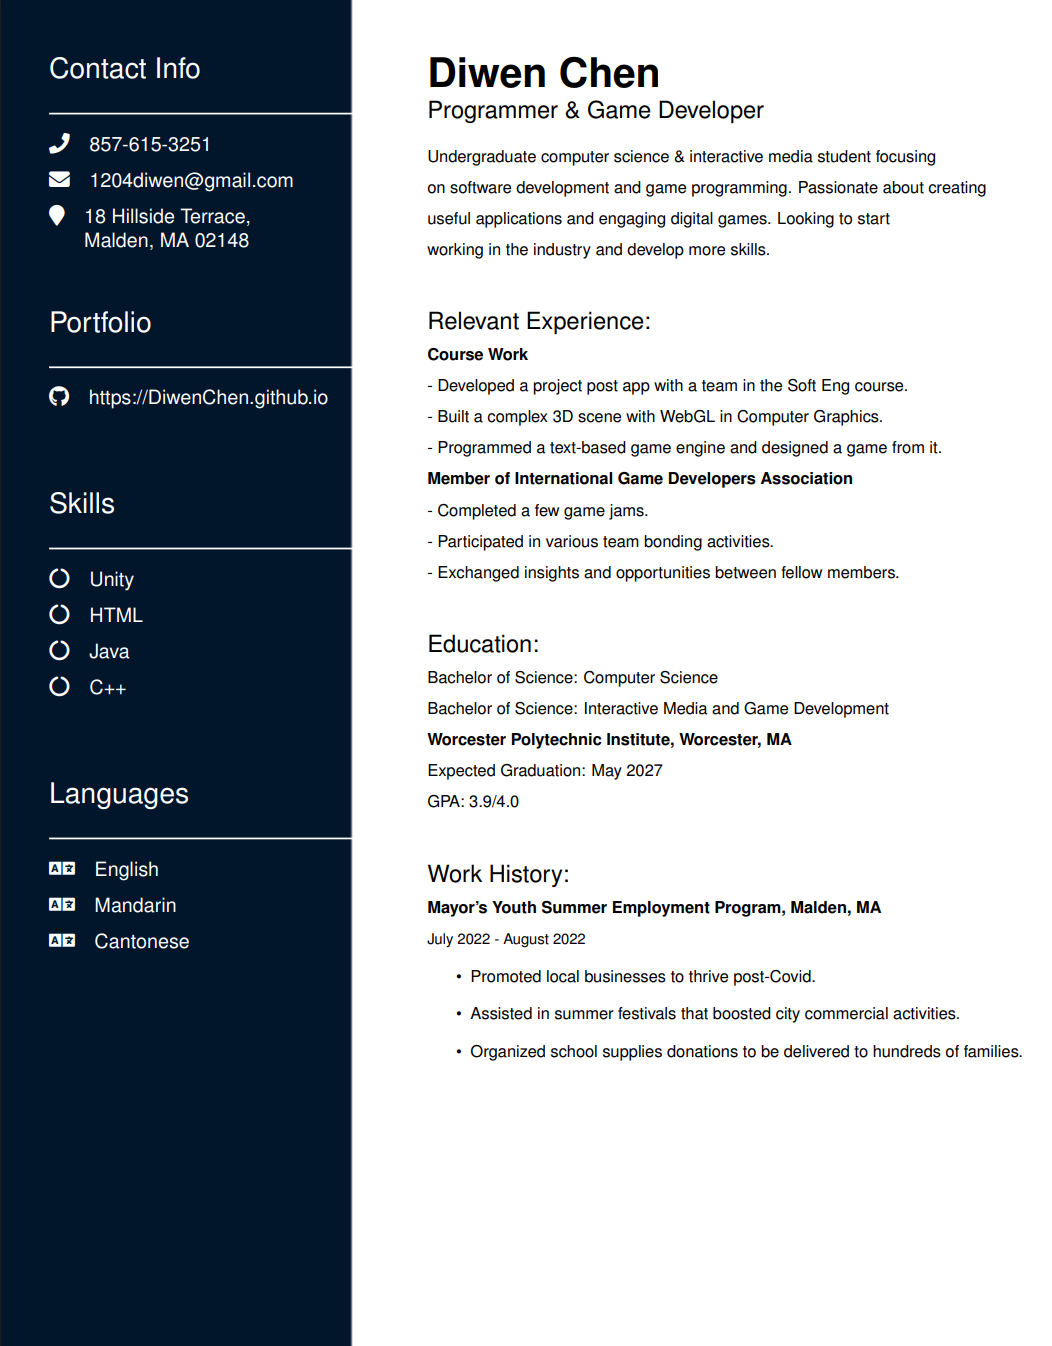 Contact Info
857-615-3251
1204diwen@gmail.com
18 Hillside Terrace,
Malden, MA 02148
Portfolio
https://DiwenChen.github.io
Skills
Unity
HTML
Java
C++
Languages
English
Mandarin
Cantonese
Diwen Chen
Programmer & Game Developer
Undergraduate computer science & interactive media student focusing
on software development and game programming. Passionate about creating
useful applications and engaging digital games. Looking to start
working in the industry and develop more skills.
Relevant Experience:
Course Work
- Developed a project post app with a team in the Soft Eng course.
- Built a complex 3D scene with WebGL in Computer Graphics.
- Programmed a text-based game engine and designed a game from it.
Member of International Game Developers Association
- Completed a few game jams.
- Participated in various team bonding activities.
- Exchanged insights and opportunities between fellow members.
Education:
Bachelor of Science: Computer Science
Bachelor of Science: Interactive Media and Game Development
Worcester Polytechnic Institute, Worcester, MA
Expected Graduation: May 2027
GPA: 3.9/4.0
Work History:
Mayor’s Youth Summer Employment Program, Malden, MA
July 2022 - August 2022
• Promoted local businesses to thrive post-Covid.
• Assisted in summer festivals that boosted city commercial activities.
• Organized school supplies donations to be delivered to hundreds of families.